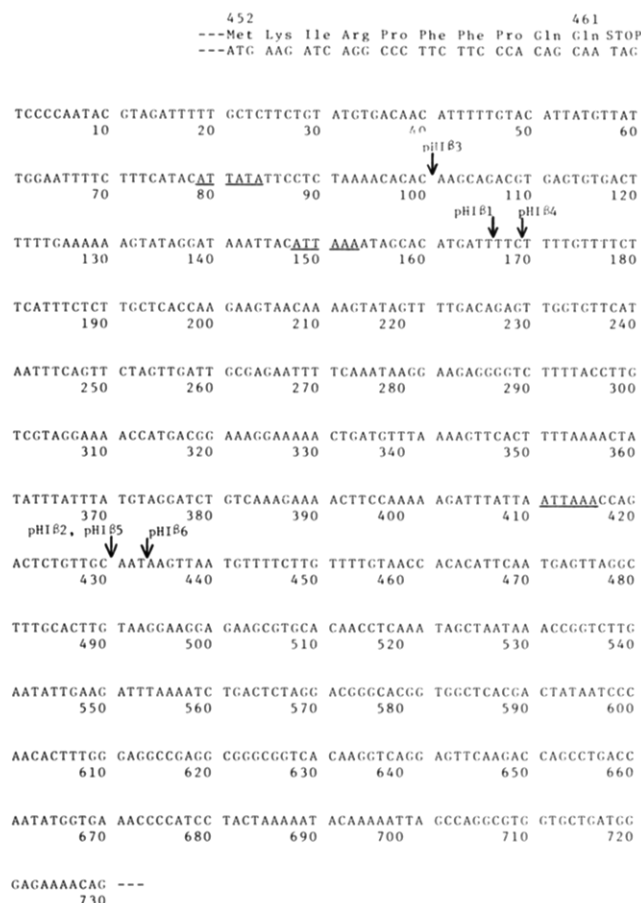 452 461
---Met Lys Ile Arg Pro Phe Phe Pro Gln Gln STOP
---ATG AAG ATC AGG CCC TTC TTC CCA CAG CAA TAG
TCCCCAATAC GTAGATTTTT GCTCTTCTGT ATGTGACAAC ATTTTTGTAC ATTATGTTAT
10 20 30 40 50 60
pHIβ3
TGGAATTTTC TTTCATACAT TATATTCCTC TAAAACACAC AAGCAGACGT GAGTGTGACT
70 80 90 100 110 120
pHIβ1 pHIβ4
TTTTGAAAAA AGTATAGGAT AAATTACATT AAAATAGCAC ATGATTTTCT TTTGTTTTCT
130 140 150 160 170 180
TCATTTCTCT TGCTCACCAA GAAGTAACAA AAGTATAGTT TTGACAGAGT TGGTGTTCAT
190 200 210 220 230 240
AATTTCAGTT CTAGTTGATT GCGAGAATTT TCAAATAAGG AAGAGGGGTC TTTTACCTTG
250 260 270 280 290 300
TCGTAGGAAA ACCATGACGG AAAGGAAAAA CTGATGTTTA AAAGTTCACT TTTAAAACTA
310 320 330 340 350 360
TATTTATTTA TGTAGGATCT GTCAAAGAAA ACTTCCAAAA AGATTTATTA ATTAAACCAG
370 380 390 400 410 420
pHIβ2, pHIβ5 pHIβ6
ACTCTGTTGC AATAAGTTAA TGTTTTCTTG TTTTGTAACC ACACATTCAA TGAGTTAGGC
430 440 450 460 470 480
TTTGCACTTG TAAGGAAGGA GAAGCGTGCA CAACCTCAAA TAGCTAATAA ACCGGTCTTG
490 500 510 520 530 540
AATATTGAAG ATTTAAAATC TGACTCTAGG ACGGGCACGG TGGCTCACGA CTATAATCCC
550 560 570 580 590 600
AACACTTTGG GAGGCCGAGG CGGGCGGTCA CAAGGTCAGG AGTTCAAGAC CAGCCTGACC
610 620 630 640 650 660
AATATGGTGA AACCCCATCC TACTAAAAAT ACAAAAATTA GCCAGGCGTG GTGCTGATGG
670 680 690 700 710 720
GAGAAAACAG ---
730